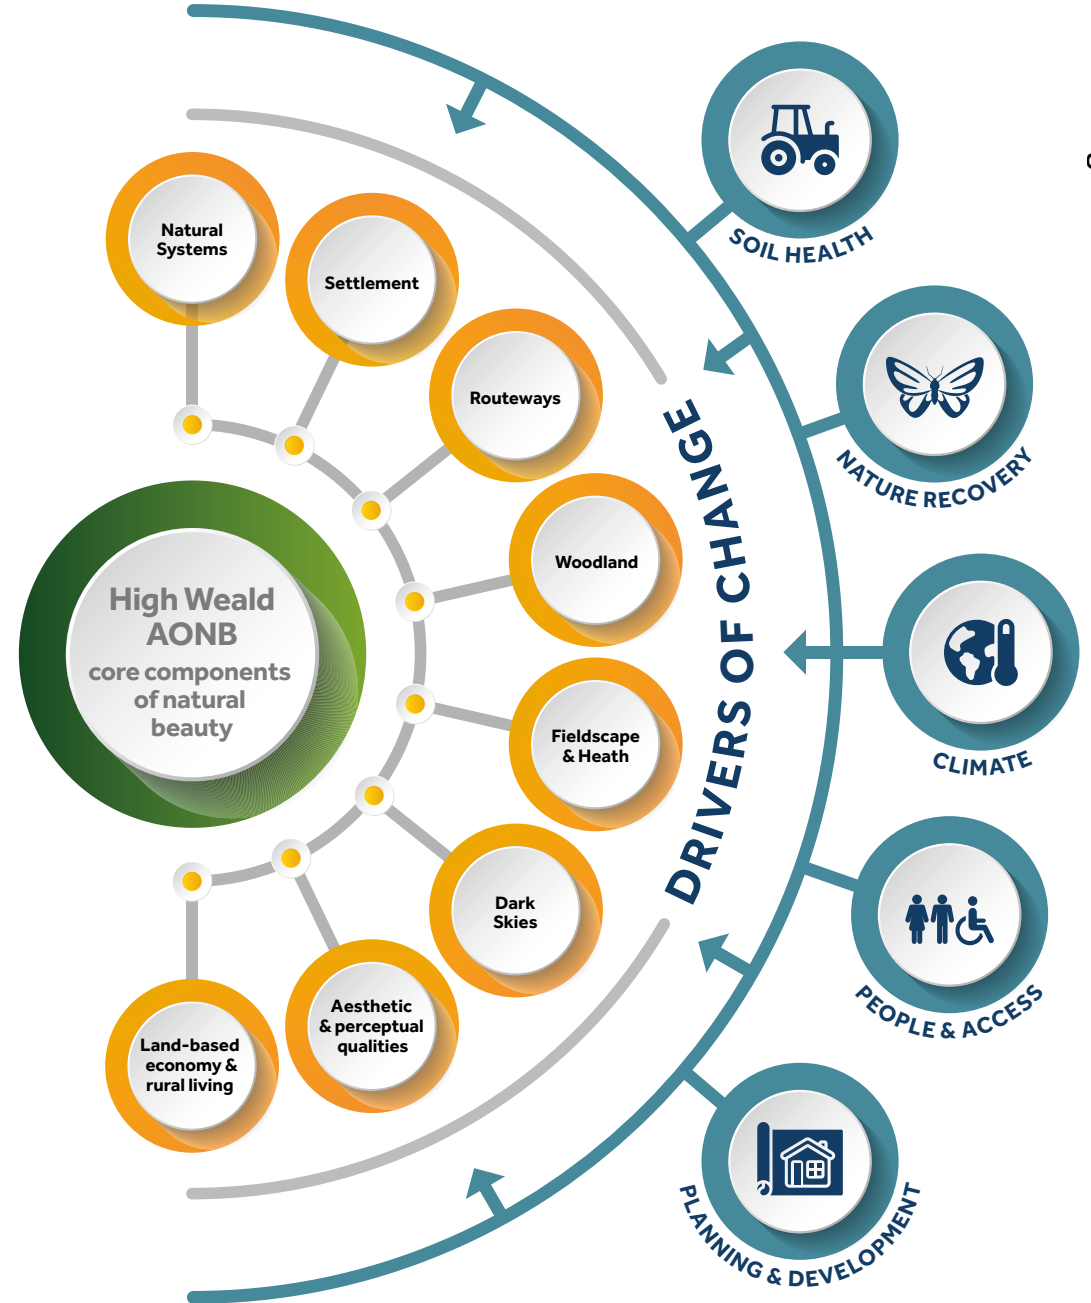 High Weald
AONB
core components
of natural
beauty
Natural
Systems
Settlement
Routeways
Woodland
Fieldscape
& Heath
Dark
Skies
Aesthetic
& perceptual
qualities
Land-based
economy &
rural living
DRIVERS OF CHANGE
SOIL HEALTH
NATURE RECOVERY
CLIMATE
PEOPLE & ACCESS
PLANNING & DEVELOPMENT